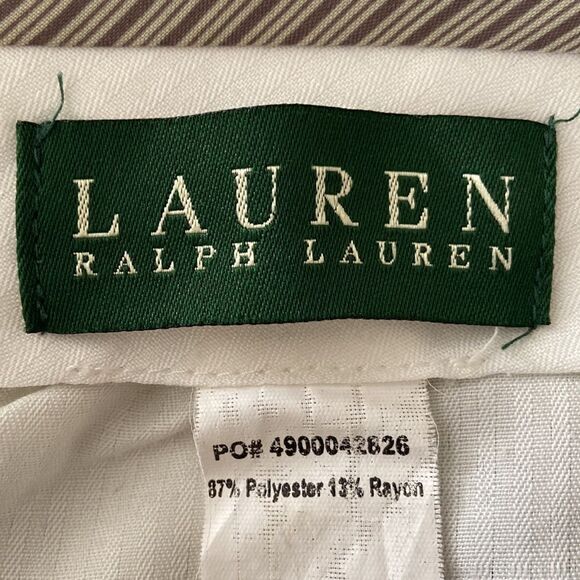 LAUREN
RALPH LAUREN
PO# 4900042826
87% Polyester 13% Rayon